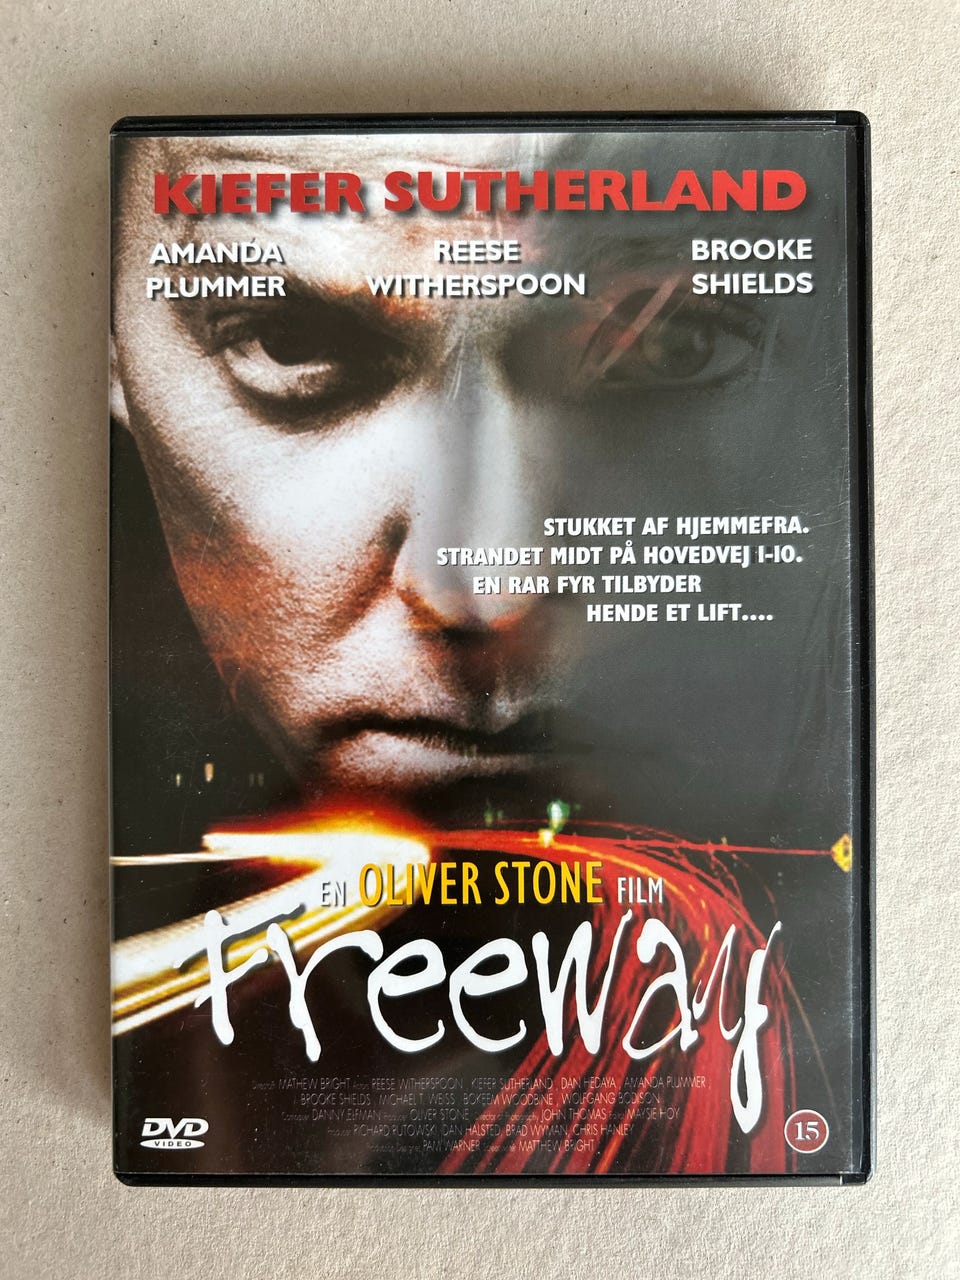 KIEFER SUTHERLAND
AMANDA PLUMMER
REESE WITHERSPOON
BROOKE SHIELDS
STUKKET AF HJEMMEFRA.
STRANDET MIDT PÅ HOVEDVEJ I-10.
EN RAR FYR TILBYDER
HENDE ET LIFT....
EN OLIVER STONE FILM
Freeway
MATHEW BRIGHT REESE WITHERSPOON, KIEFER SUTHERLAND, DAN HEDAYA, AMANDA PLUMMER,
BROOKE SHIELDS, MICHAEL T. WEISS, BOKEEM WOODBINE, WOLFGANG BODISON
DANNY ELFMAN OLIVER STONE Director of Photography JOHN THOMAS MAYSIE HOY
RICHARD RUTOWSKI, DAN HALSTED, BRAD WYMAN, CHRIS HANLEY
PAM WARNER MATTHEW BRIGHT
DVD
VIDEO
15